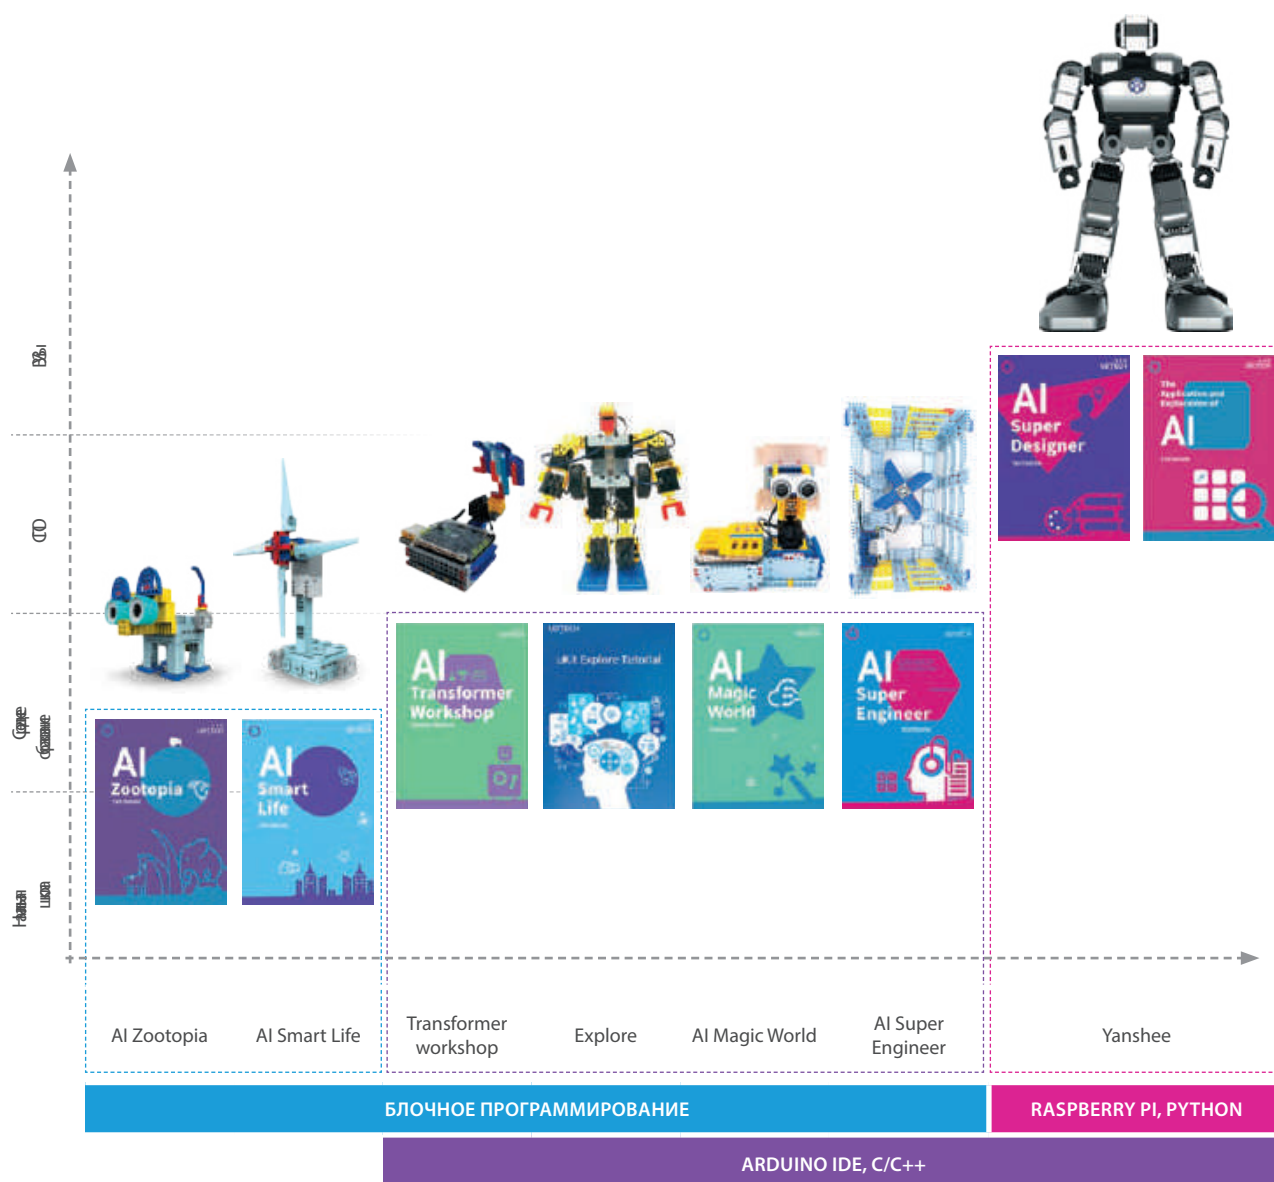 AI
Super
Designer
The
Application and
Exploration of
AI
AI
Transformer
Workshop
uKit Explore Tutorial
AI
Magic
World
AI
Super
Engineer
AI
Zootopia
AI
Smart
Life
AI Zootopia
AI Smart Life
Transformer
workshop
Explore
AI Magic World
AI Super
Engineer
Yanshee
БЛОЧНОЕ ПРОГРАММИРОВАНИЕ
RASPBERRY PI, PYTHON
ARDUINO IDE, C/C++